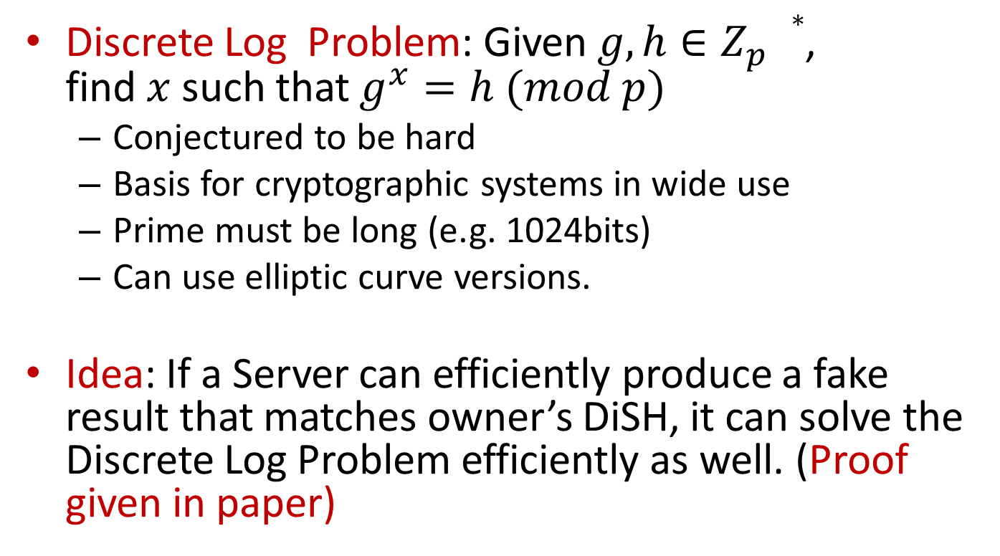 • Discrete Log Problem: Given g, h ∈ Z_p^*,
find x such that g^x = h (mod p)
– Conjectured to be hard
– Basis for cryptographic systems in wide use
– Prime must be long (e.g. 1024bits)
– Can use elliptic curve versions.
• Idea: If a Server can efficiently produce a fake
result that matches owner’s DiSH, it can solve the
Discrete Log Problem efficiently as well. (Proof
given in paper)